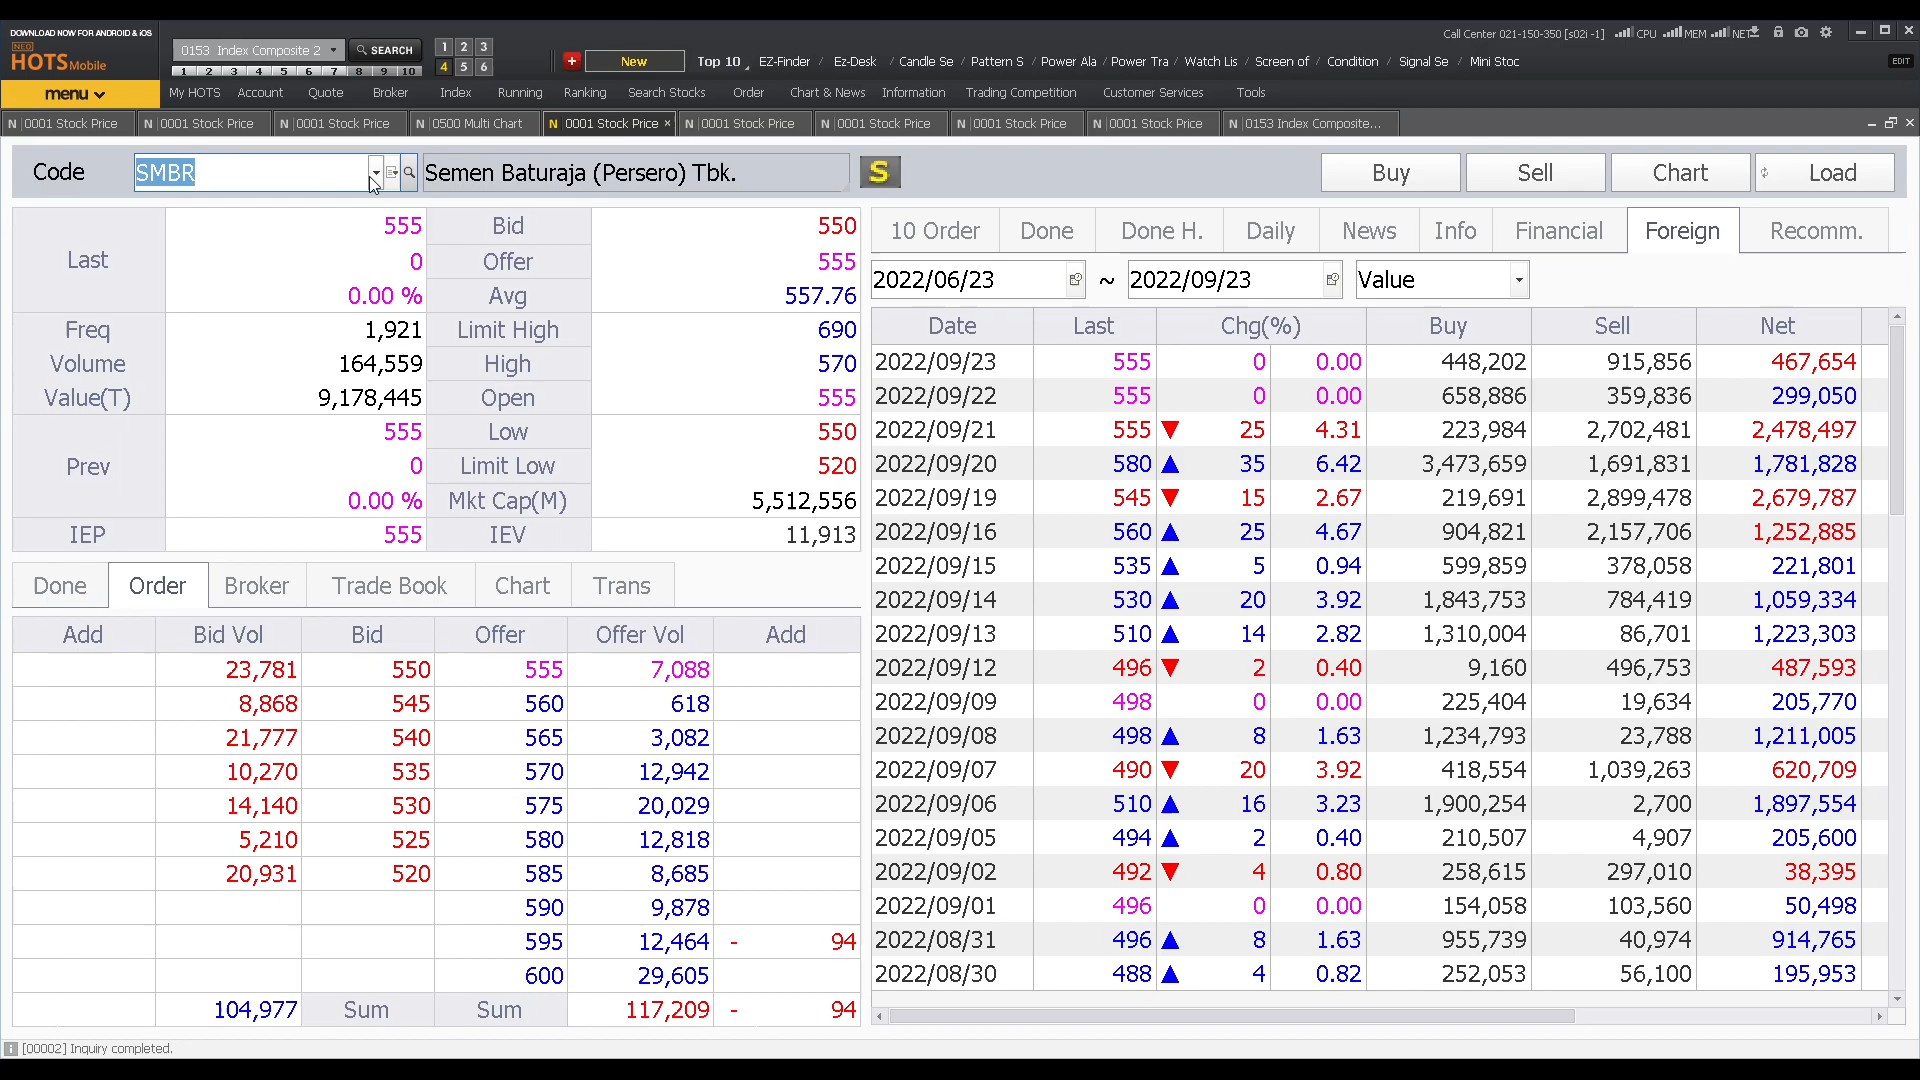 DOWNLOAD NOW FOR ANDROID & iOS
NEO
HOTS Mobile
0153 Index Composite 2
SEARCH
1 2 3 4 5 6 7 8 9 10
1 2 3
4 5 6
New
Top 10 EZ-Finder / Ez-Desk / Candle Se / Pattern S / Power Ala / Power Tra / Watch Lis / Screen of / Condition / Signal Se / Mini Stoc
Call Center 021-150-350 [s02i -1] CPU MEM NET
EDIT
menu My HOTS Account Quote Broker Index Running Ranking Search Stocks Order Chart & News Information Trading Competition Customer Services Tools
N 0001 Stock Price N 0001 Stock Price N 0001 Stock Price N 0500 Multi Chart N 0001 Stock Price × N 0001 Stock Price N 0001 Stock Price N 0001 Stock Price N 0001 Stock Price N 0153 Index Composite...
Code SMBR Semen Baturaja (Persero) Tbk. S Buy Sell Chart Load
Last 555 Bid 550
0 Offer 555
0.00 % Avg 557.76
Freq 1,921 Limit High 690
Volume 164,559 High 570
Value(T) 9,178,445 Open 555
Prev 555 Low 550
0 Limit Low 520
0.00 % Mkt Cap(M) 5,512,556
IEP 555 IEV 11,913
Done Order Broker Trade Book Chart Trans
Add Bid Vol Bid Offer Offer Vol Add
23,781 550 555 7,088
8,868 545 560 618
21,777 540 565 3,082
10,270 535 570 12,942
14,140 530 575 20,029
5,210 525 580 12,818
20,931 520 585 8,685
590 9,878
595 12,464 - 94
600 29,605
104,977 Sum Sum 117,209 - 94
10 Order Done Done H. Daily News Info Financial Foreign Recomm.
2022/06/23 ~ 2022/09/23 Value
Date Last Chg(%) Buy Sell Net
2022/09/23 555 0 0.00 448,202 915,856 467,654
2022/09/22 555 0 0.00 658,886 359,836 299,050
2022/09/21 555 ▼ 25 4.31 223,984 2,702,481 2,478,497
2022/09/20 580 ▲ 35 6.42 3,473,659 1,691,831 1,781,828
2022/09/19 545 ▼ 15 2.67 219,691 2,899,478 2,679,787
2022/09/16 560 ▲ 25 4.67 904,821 2,157,706 1,252,885
2022/09/15 535 ▲ 5 0.94 599,859 378,058 221,801
2022/09/14 530 ▲ 20 3.92 1,843,753 784,419 1,059,334
2022/09/13 510 ▲ 14 2.82 1,310,004 86,701 1,223,303
2022/09/12 496 ▼ 2 0.40 9,160 496,753 487,593
2022/09/09 498 0 0.00 225,404 19,634 205,770
2022/09/08 498 ▲ 8 1.63 1,234,793 23,788 1,211,005
2022/09/07 490 ▼ 20 3.92 418,554 1,039,263 620,709
2022/09/06 510 ▲ 16 3.23 1,900,254 2,700 1,897,554
2022/09/05 494 ▲ 2 0.40 210,507 4,907 205,600
2022/09/02 492 ▼ 4 0.80 258,615 297,010 38,395
2022/09/01 496 0 0.00 154,058 103,560 50,498
2022/08/31 496 ▲ 8 1.63 955,739 40,974 914,765
2022/08/30 488 ▲ 4 0.82 252,053 56,100 195,953
[00002] Inquiry completed.